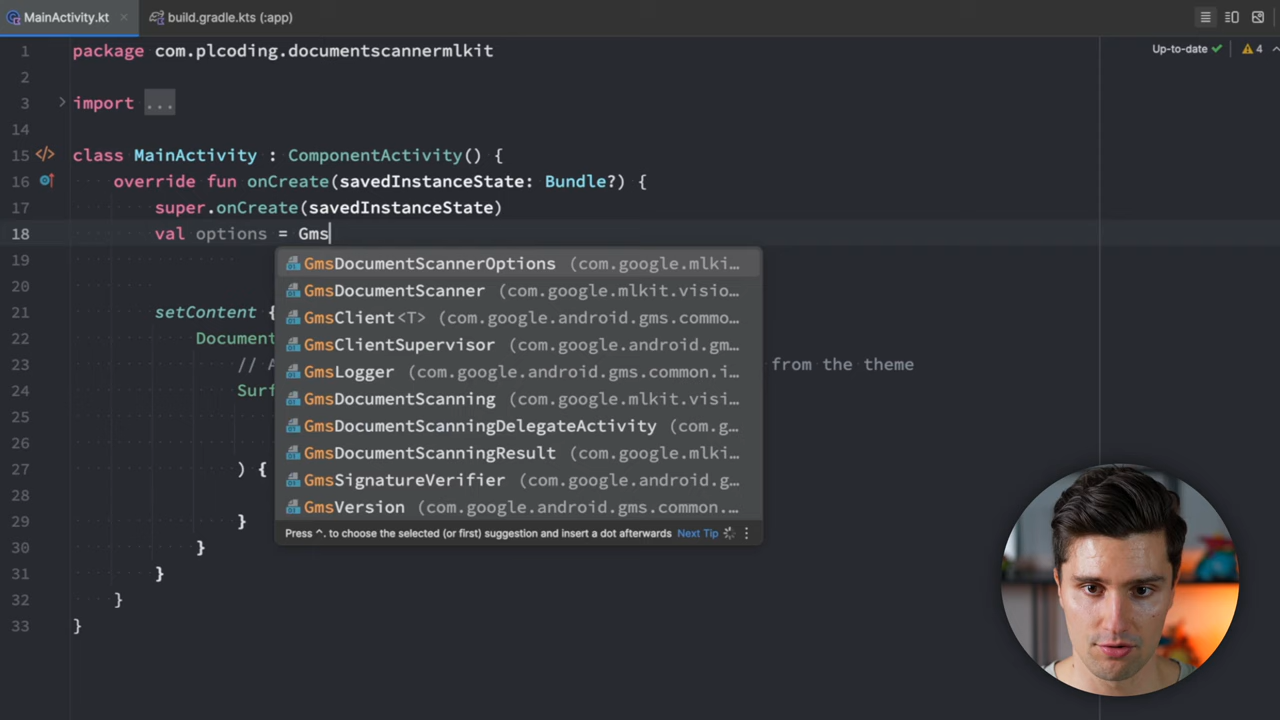 MainActivity.kt
build.gradle.kts (:app)
1 package com.plcoding.documentscannermlkit
Up-to-date
4
2
3 import ...
14
15 class MainActivity : ComponentActivity() {
16 override fun onCreate(savedInstanceState: Bundle?) {
17 super.onCreate(savedInstanceState)
18 val options = Gms
19 GmsDocumentScannerOptions (com.google.mlki…
20 GmsDocumentScanner (com.google.mlkit.visio…
21 setContent { GmsClient<T> (com.google.android.gms.commo…
22 Document GmsClientSupervisor (com.google.android.gm…
23 // A GmsLogger (com.google.android.gms.common.i… from the theme
24 Surf GmsDocumentScanning (com.google.mlkit.visi…
25
26 GmsDocumentScanningDelegateActivity (com.g…
27 ) { GmsDocumentScanningResult (com.google.mlki…
28 GmsSignatureVerifier (com.google.android.g…
29 } GmsVersion (com.google.android.gms.common.…
Press ^. to choose the selected (or first) suggestion and insert a dot afterwards Next Tip
30 }
31 }
32 }
33 }